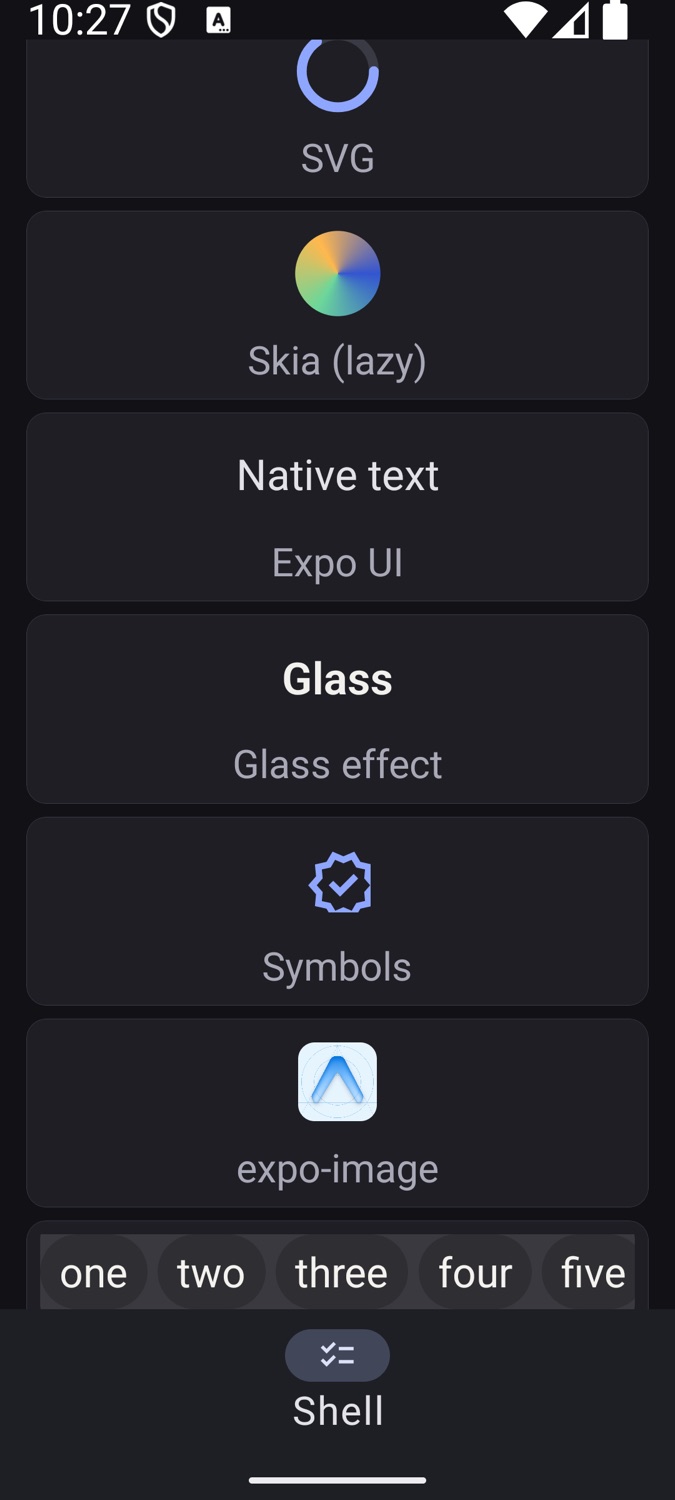 10:27
SVG
Skia (lazy)
Native text
Expo UI
Glass
Glass effect
Symbols
expo-image
one two three four five
Shell